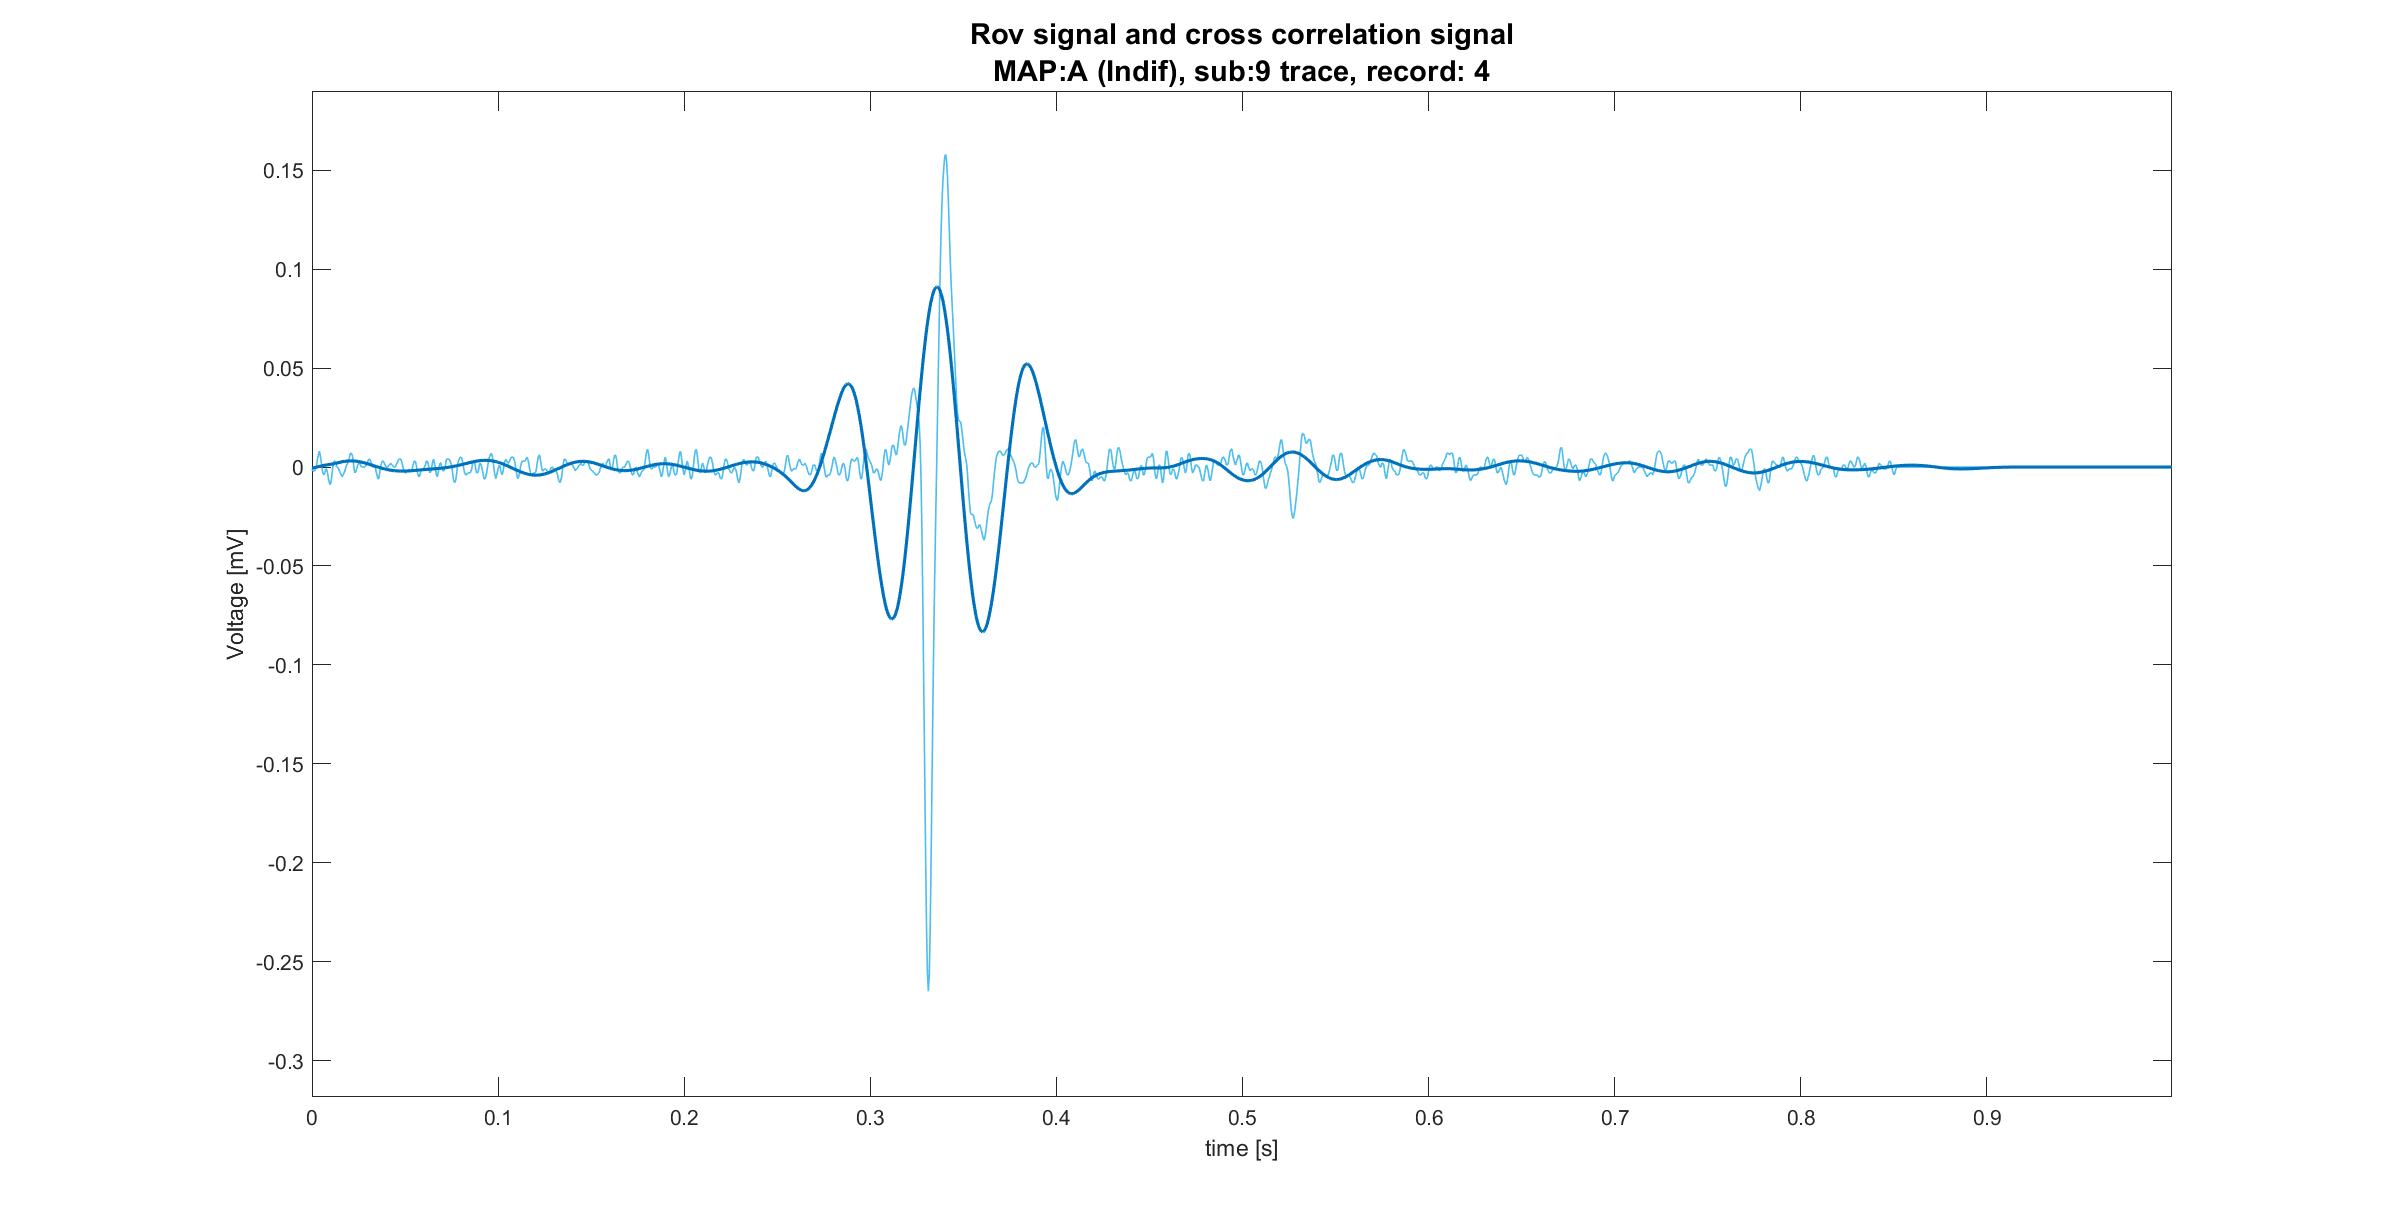 Rov signal and cross correlation signal
MAP:A (Indif), sub:9 trace, record: 4
0.15
0.1
0.05
0
-0.05
-0.1
-0.15
-0.2
-0.25
-0.3
Voltage [mV]
0 0.1 0.2 0.3 0.4 0.5 0.6 0.7 0.8 0.9
time [s]